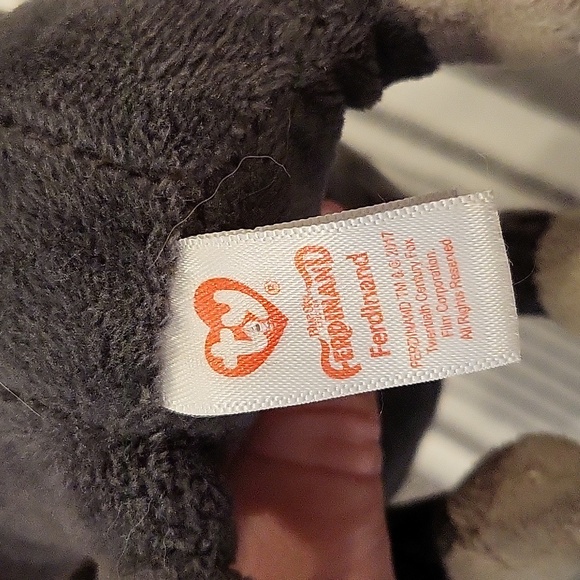 ty
®
FERDINAND
Ferdinand
FERDINAND TM & © 2017
Twentieth Century Fox
Film Corporation.
All Rights Reserved